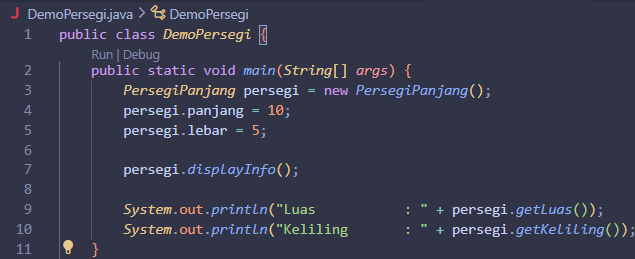 DemoPersegi.java > DemoPersegi
1 public class DemoPersegi {
Run | Debug
2 public static void main(String[] args) {
3 PersegiPanjang persegi = new PersegiPanjang();
4 persegi.panjang = 10;
5 persegi.lebar = 5;
6
7 persegi.displayInfo();
8
9 System.out.println("Luas          : " + persegi.getLuas());
10 System.out.println("Keliling      : " + persegi.getKeliling());
11 }